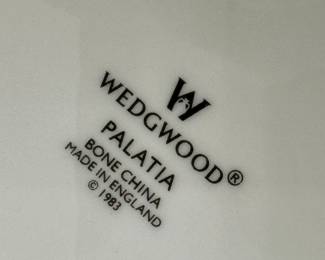 W
WEDGWOOD®
PALATIA
BONE CHINA
MADE IN ENGLAND
© 1983